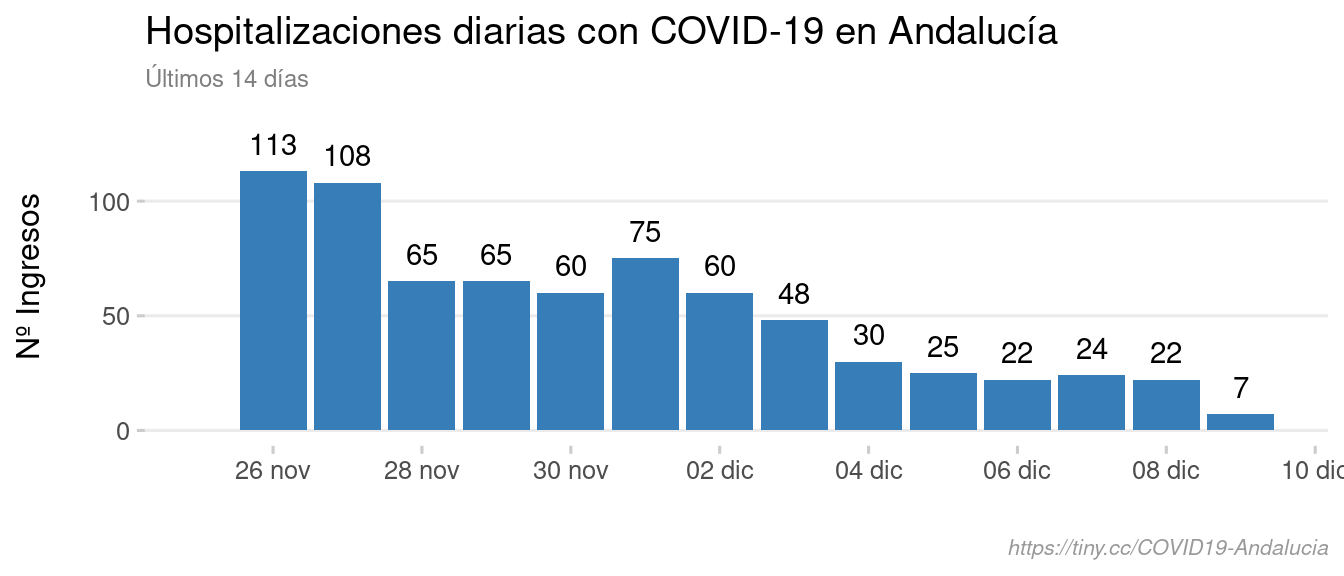 Hospitalizaciones diarias con COVID-19 en Andalucía
Últimos 14 días
Nº Ingresos
100
50
0
113
108
65
65
60
75
60
48
30
25
22
24
22
7
26 nov
28 nov
30 nov
02 dic
04 dic
06 dic
08 dic
10 dic
https://tiny.cc/COVID19-Andalucia